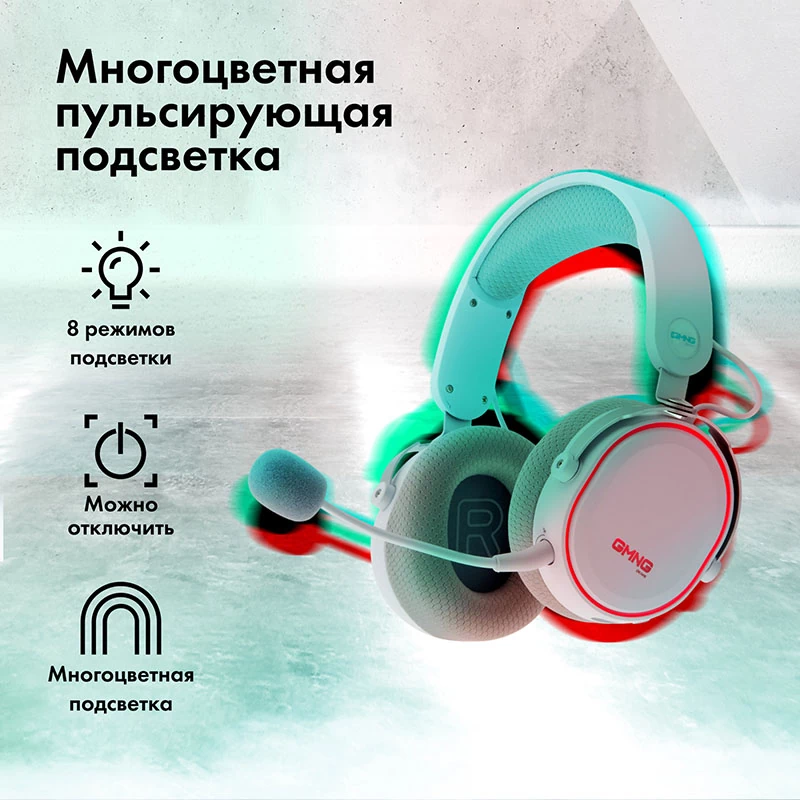 Многоцветная
пульсирующая
подсветка
8 режимов
подсветки
Можно
отключить
Многоцветная
подсветка
GMNG
R
GMNG